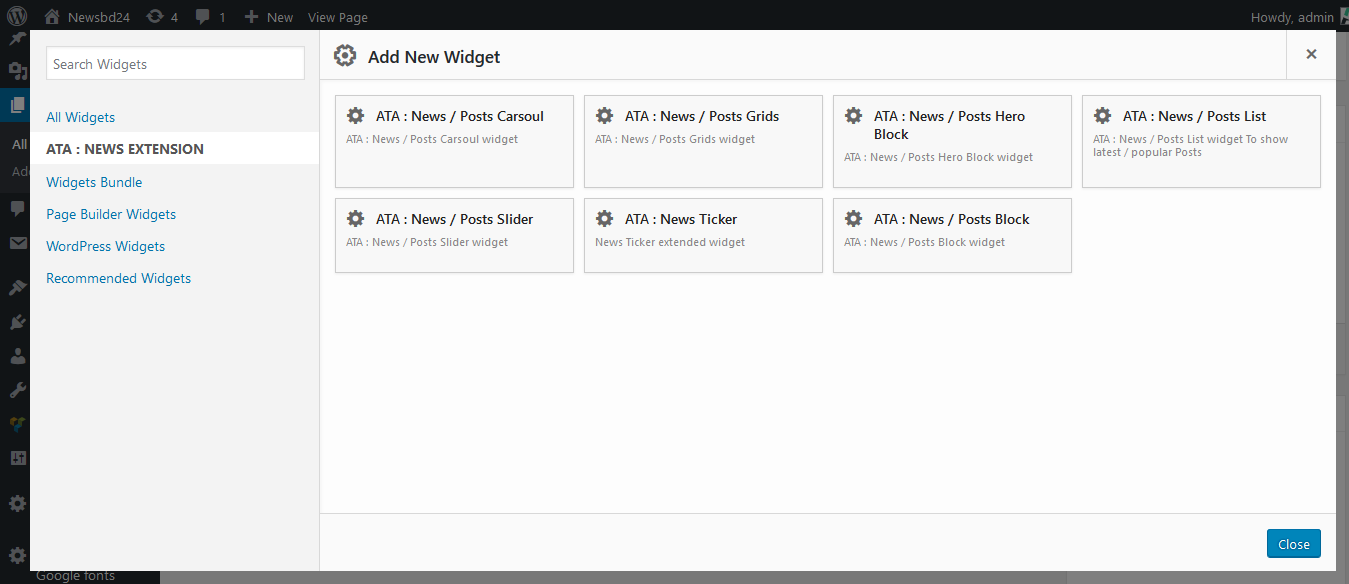 Newsbd24
4
1
New
View Page
Howdy, admin
Search Widgets
All Widgets
ATA : NEWS EXTENSION
Widgets Bundle
Page Builder Widgets
WordPress Widgets
Recommended Widgets
Add New Widget
ATA : News / Posts Carsoul
ATA : News / Posts Carsoul widget
ATA : News / Posts Grids
ATA : News / Posts Grids widget
ATA : News / Posts Hero
Block
ATA : News / Posts Hero Block widget
ATA : News / Posts List
ATA : News / Posts List widget To show
latest / popular Posts
ATA : News / Posts Slider
ATA : News / Posts Slider widget
ATA : News Ticker
News Ticker extended widget
ATA : News / Posts Block
ATA : News / Posts Block widget
Close
All
Google fonts